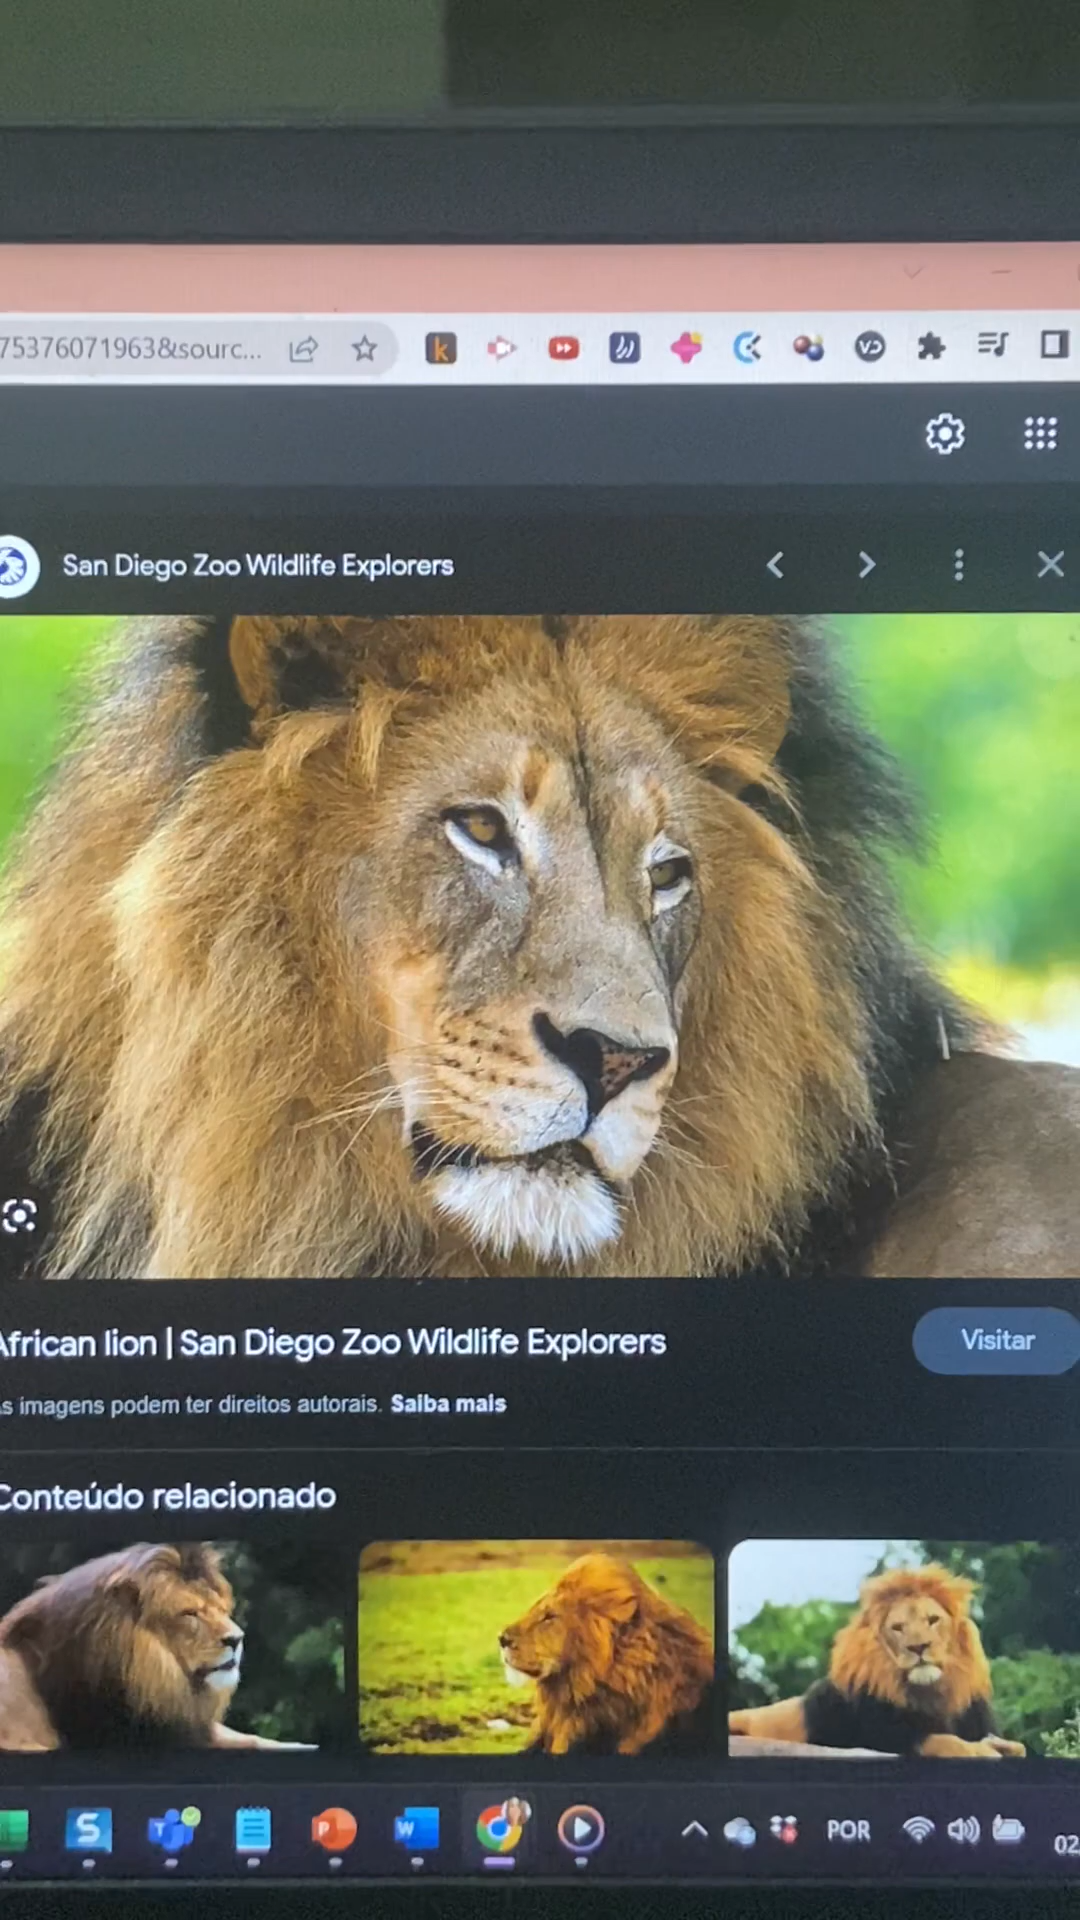 75376071963&sourc...
San Diego Zoo Wildlife Explorers
African lion | San Diego Zoo Wildlife Explorers
Visitar
As imagens podem ter direitos autorais. Saiba mais
Conteúdo relacionado
POR
02